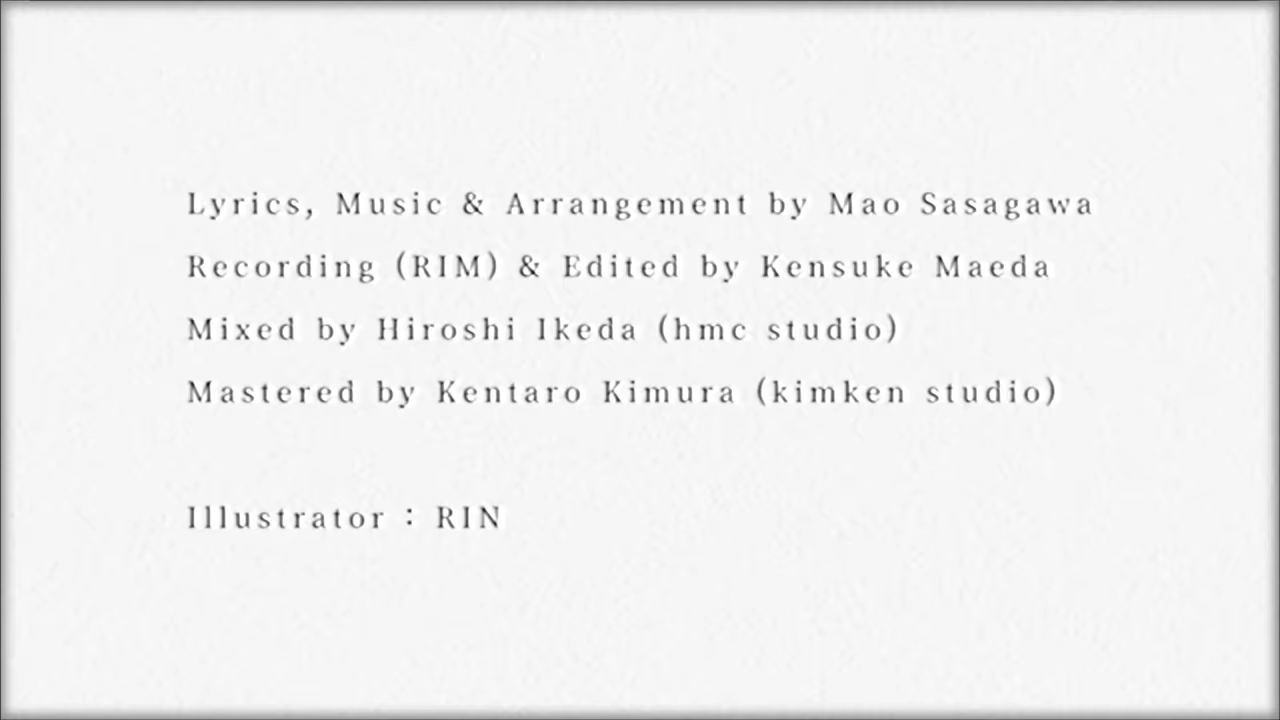 Lyrics, Music & Arrangement by Mao Sasagawa
Recording (RIM) & Edited by Kensuke Maeda
Mixed by Hiroshi Ikeda (hmc studio)
Mastered by Kentaro Kimura (kimken studio)
Illustrator : RIN